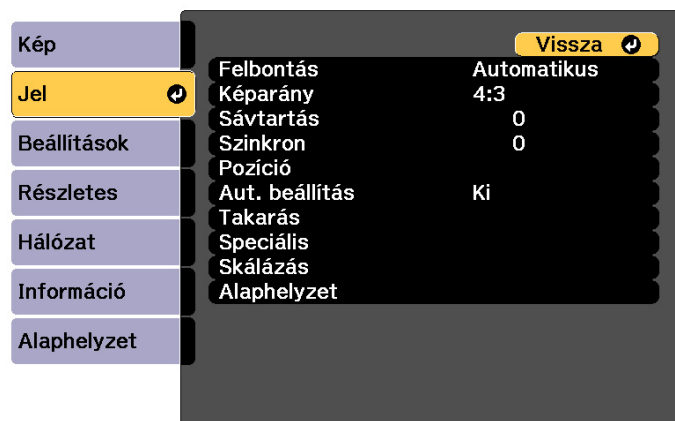 Kép
Jel
Beállítások
Részletes
Hálózat
Információ
Alaphelyzet
Vissza
Felbontás Automatikus
Képarány 4:3
Sávtartás 0
Szinkron 0
Pozíció
Aut. beállítás Ki
Takarás
Speciális
Skálázás
Alaphelyzet